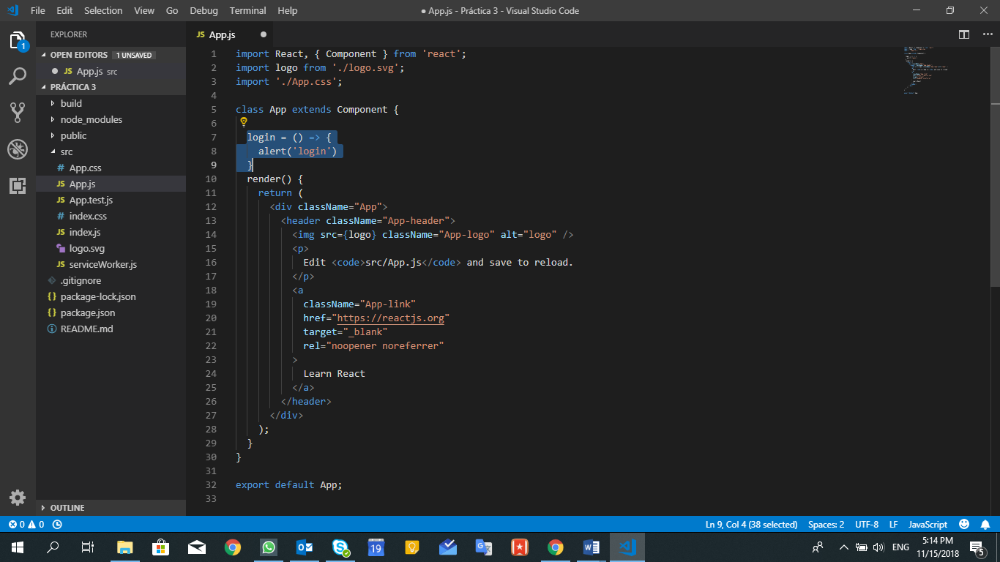 File Edit Selection View Go Debug Terminal Help
● App.js - Práctica 3 - Visual Studio Code
EXPLORER
OPEN EDITORS 1 UNSAVED
JS App.js src
PRÁCTICA 3
build
node_modules
public
src
# App.css
JS App.js
JS App.test.js
# index.css
JS index.js
logo.svg
JS serviceWorker.js
.gitignore
{} package-lock.json
{} package.json
README.md
OUTLINE
1
JS App.js
1 import React, { Component } from 'react';
2 import logo from './logo.svg';
3 import './App.css';
4
5 class App extends Component {
6
7 login = () => {
8 alert('login')
9 }
10 render() {
11 return (
12 <div className="App">
13 <header className="App-header">
14 <img src={logo} className="App-logo" alt="logo" />
15 <p>
16 Edit <code>src/App.js</code> and save to reload.
17 </p>
18 <a
19 className="App-link"
20 href="https://reactjs.org"
21 target="_blank"
22 rel="noopener noreferrer"
23 >
24 Learn React
25 </a>
26 </header>
27 </div>
28 );
29 }
30 }
31
32 export default App;
33
0 0
Ln 9, Col 4 (38 selected) Spaces: 2 UTF-8 LF JavaScript
19
ENG
5:14 PM
11/15/2018
5